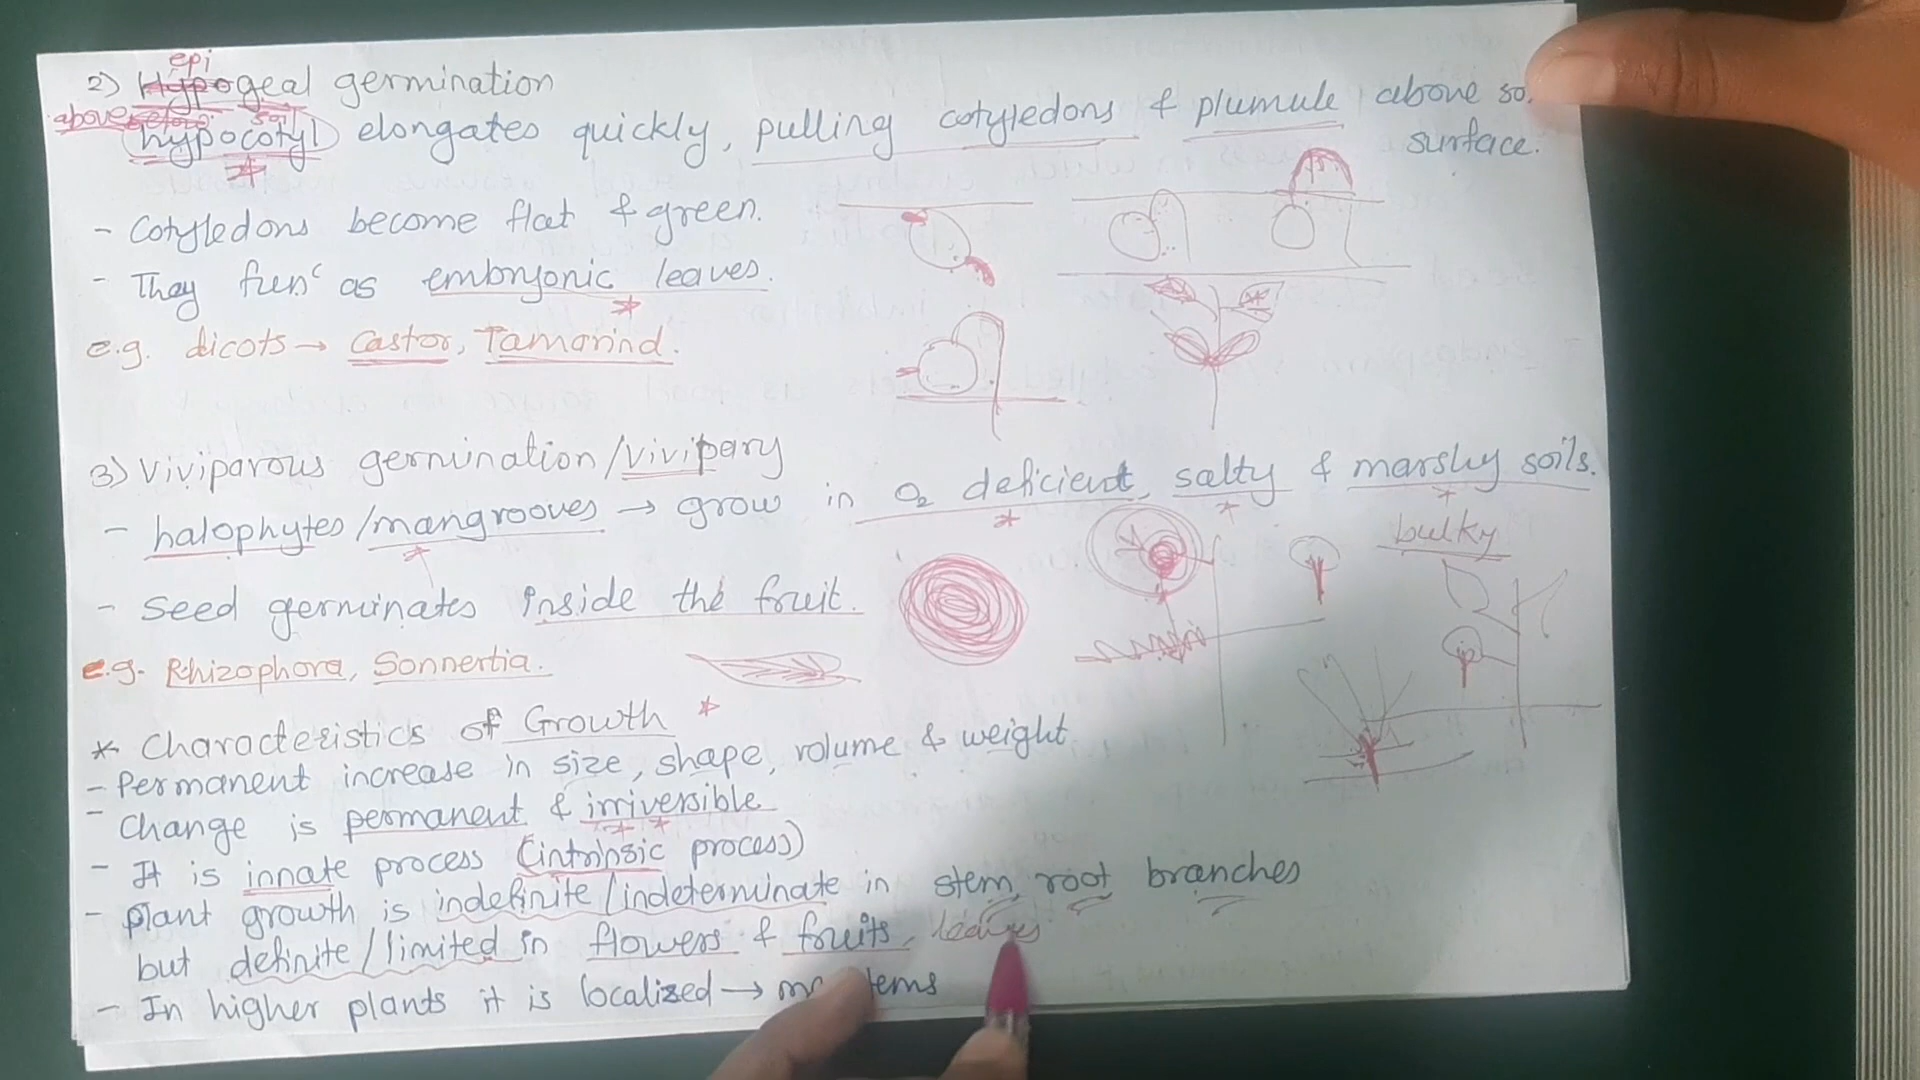 epi
2) Hypogeal germination
above below soil
hypocotyl elongates quickly, pulling cotyledons & plumule above so
surface.
- Cotyledons become flat & green.
- They funᶜ as embryonic leaves.
e.g. dicots → Castor, Tamarind.
3) Viviparous germination/vivipary
- halophytes/mangrooves → grow in O₂ deficient, salty & marshy soils.
bulky
- Seed germinates inside the fruit.
e.g. Rhizophora, Sonnertia.
* Characteristics of Growth *
- Permanent increase in size, shape, volume & weight
- Change is permanent & irriversible
- It is innate process (intrinsic process)
- Plant growth is indefinite/indeterminate in stem, root branches
but definite/limited in flowers & fruits, leaves
- In higher plants it is localized →